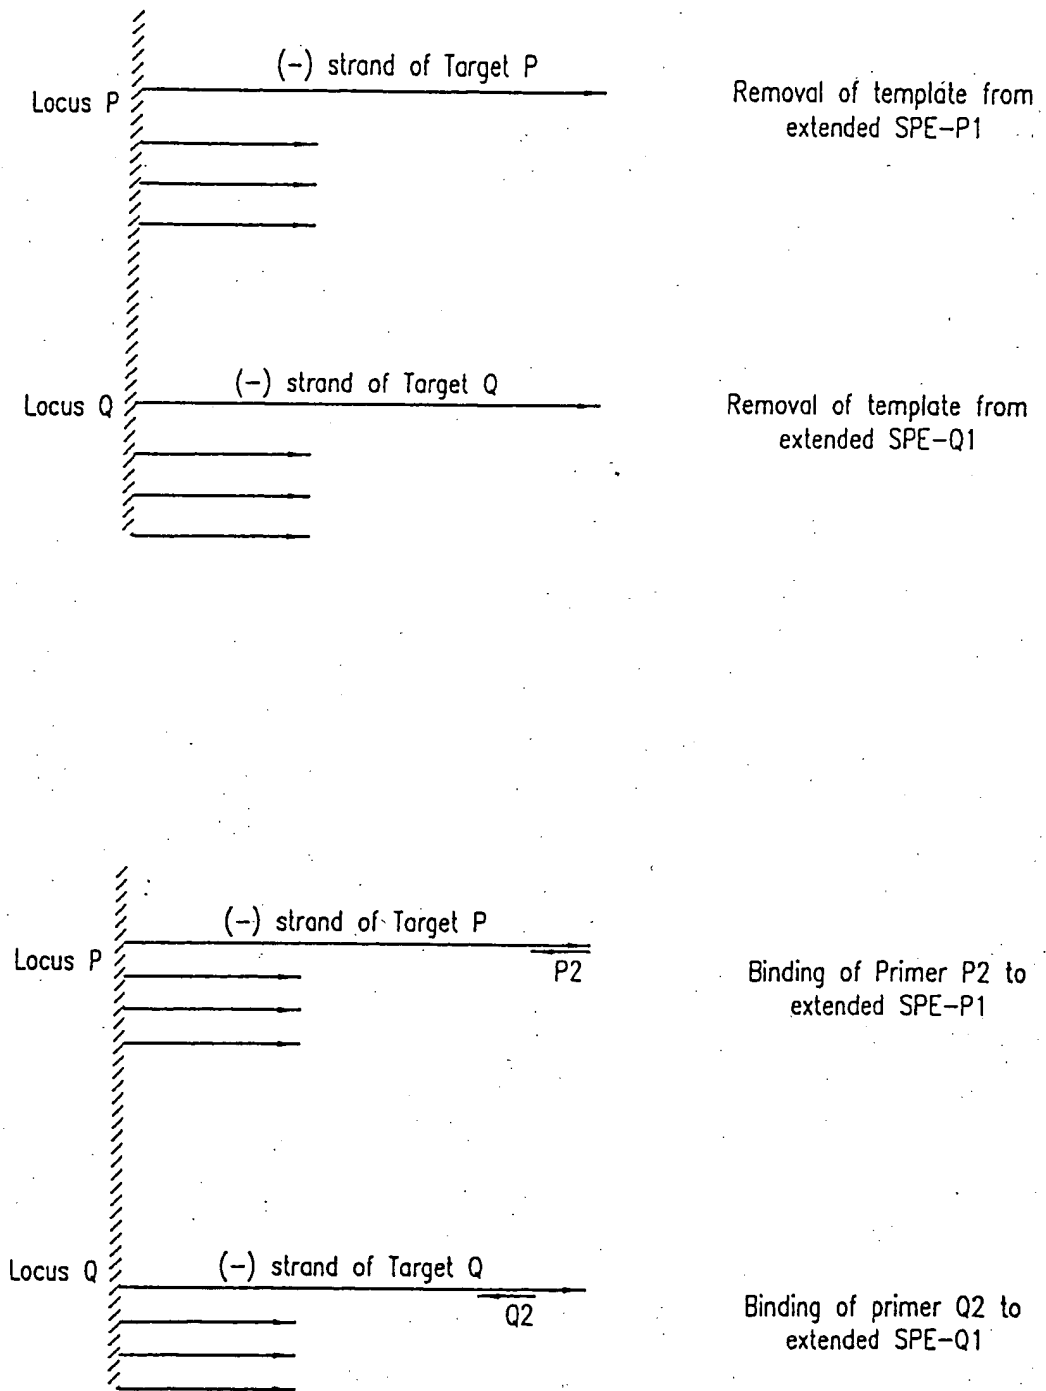 (-) strand of Target P
Locus P
Removal of template from
extended SPE-P1
(-) strand of Target Q
Locus Q
Removal of template from
extended SPE-Q1
(-) strand of Target P
Locus P
P2
Binding of Primer P2 to
extended SPE-P1
(-) strand of Target Q
Locus Q
Q2
Binding of primer Q2 to
extended SPE-Q1